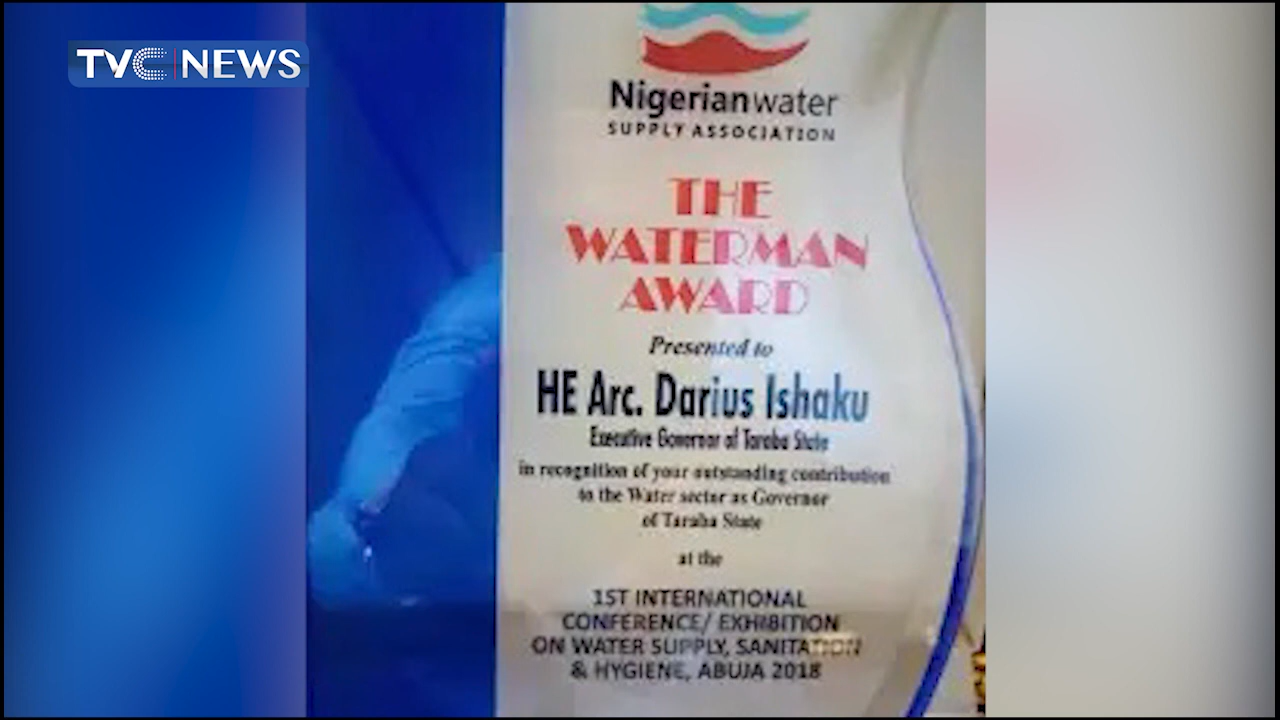 TVC NEWS
Nigerianwater
SUPPLY ASSOCIATION
THE
WATERMAN
AWARD
Presented to
HE Arc. Darius Ishaku
Executive Governor of Taraba State
in recognition of your outstanding contribution
to the Water sector as Governor
of Taraba State
at the
1ST INTERNATIONAL
CONFERENCE/ EXHIBITION
ON WATER SUPPLY, SANITATION
& HYGIENE, ABUJA 2018